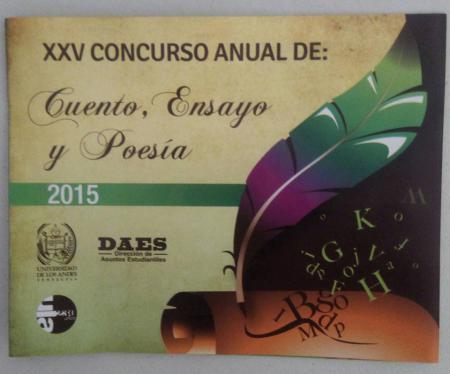 XXV CONCURSO ANUAL DE:
Cuento, Ensayo
y Poesía
2015
UNIVERSIDAD
DE LOS ANDES
VENEZUELA
DAES
Dirección de
Asuntos Estudiantiles